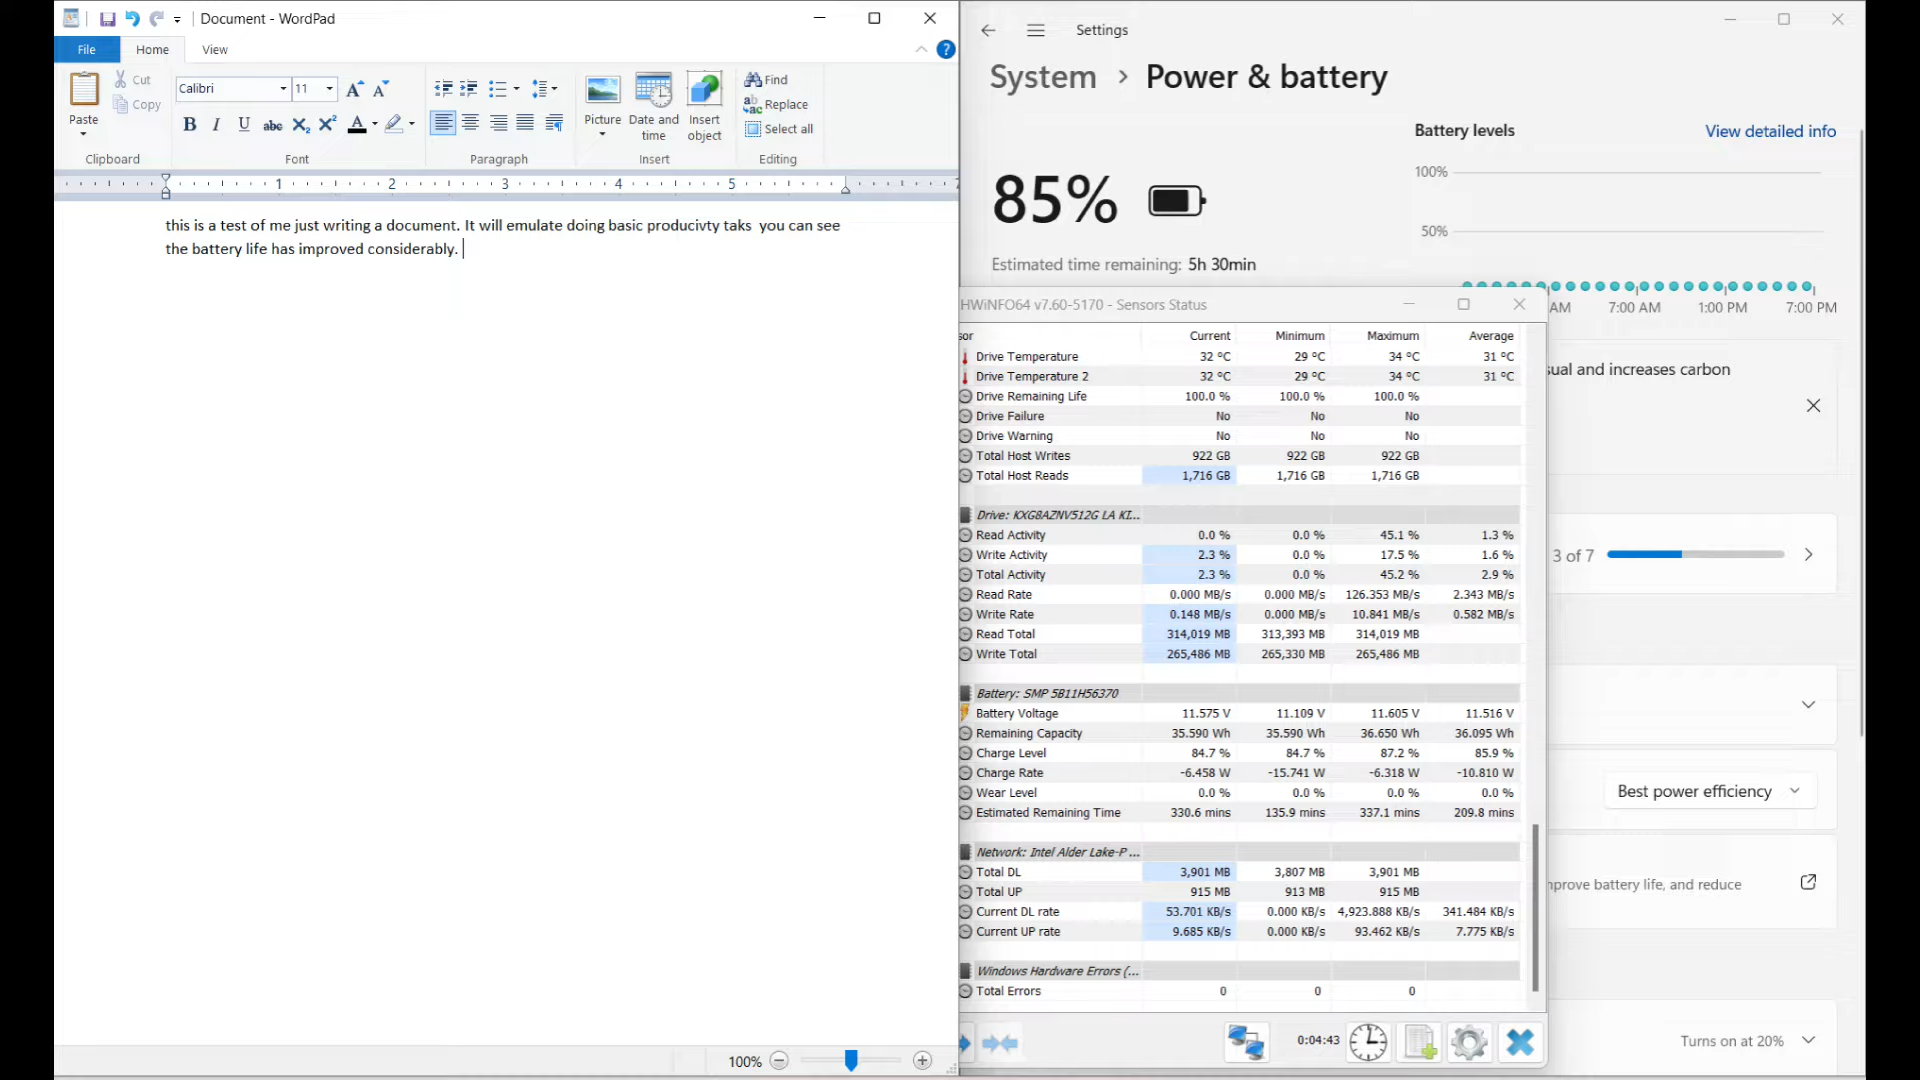 Document - WordPad
File Home View
Paste
Cut
Copy
Clipboard
Calibri 11
B I U abc X₂ X² A
Font
Paragraph
Picture
Date and time
Insert object
Insert
Find
Replace
Select all
Editing
1 2 3 4 5
this is a test of me just writing a document. It will emulate doing basic producivty taks  you can see
the battery life has improved considerably.
100%
Settings
System > Power & battery
85%
Estimated time remaining: 5h 30min
Battery levels
View detailed info
100%
50%
AM 7:00 AM 1:00 PM 7:00 PM
sual and increases carbon
3 of 7
Best power efficiency
nprove battery life, and reduce
Turns on at 20%
HWiNFO64 v7.60-5170 - Sensors Status
sor Current Minimum Maximum Average
Drive Temperature 32 °C 29 °C 34 °C 31 °C
Drive Temperature 2 32 °C 29 °C 34 °C 31 °C
Drive Remaining Life 100.0 % 100.0 % 100.0 %
Drive Failure No No No
Drive Warning No No No
Total Host Writes 922 GB 922 GB 922 GB
Total Host Reads 1,716 GB 1,716 GB 1,716 GB
Drive: KXG8AZNV512G LA KI...
Read Activity 0.0 % 0.0 % 45.1 % 1.3 %
Write Activity 2.3 % 0.0 % 17.5 % 1.6 %
Total Activity 2.3 % 0.0 % 45.2 % 2.9 %
Read Rate 0.000 MB/s 0.000 MB/s 126.353 MB/s 2.343 MB/s
Write Rate 0.148 MB/s 0.000 MB/s 10.841 MB/s 0.582 MB/s
Read Total 314,019 MB 313,393 MB 314,019 MB
Write Total 265,486 MB 265,330 MB 265,486 MB
Battery: SMP 5B11H56370
Battery Voltage 11.575 V 11.109 V 11.605 V 11.516 V
Remaining Capacity 35.590 Wh 35.590 Wh 36.650 Wh 36.095 Wh
Charge Level 84.7 % 84.7 % 87.2 % 85.9 %
Charge Rate -6.458 W -15.741 W -6.318 W -10.810 W
Wear Level 0.0 % 0.0 % 0.0 % 0.0 %
Estimated Remaining Time 330.6 mins 135.9 mins 337.1 mins 209.8 mins
Network: Intel Alder Lake-P ...
Total DL 3,901 MB 3,807 MB 3,901 MB
Total UP 915 MB 913 MB 915 MB
Current DL rate 53.701 KB/s 0.000 KB/s 4,923.888 KB/s 341.484 KB/s
Current UP rate 9.685 KB/s 0.000 KB/s 93.462 KB/s 7.775 KB/s
Windows Hardware Errors (...
Total Errors 0 0 0
0:04:43